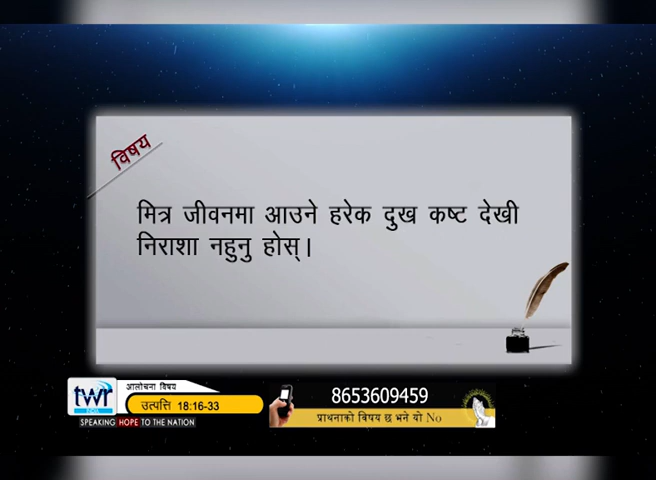 विषय
मित्र जीवनमा आउने हरेक दुख कष्ट देखी
निराशा नहुनु होस्।
twr
आलोचना विषय
उत्पत्ति 18:16-33
SPEAKING HOPE TO THE NATION
8653609459
प्राथनाको विषय छ भने यो No